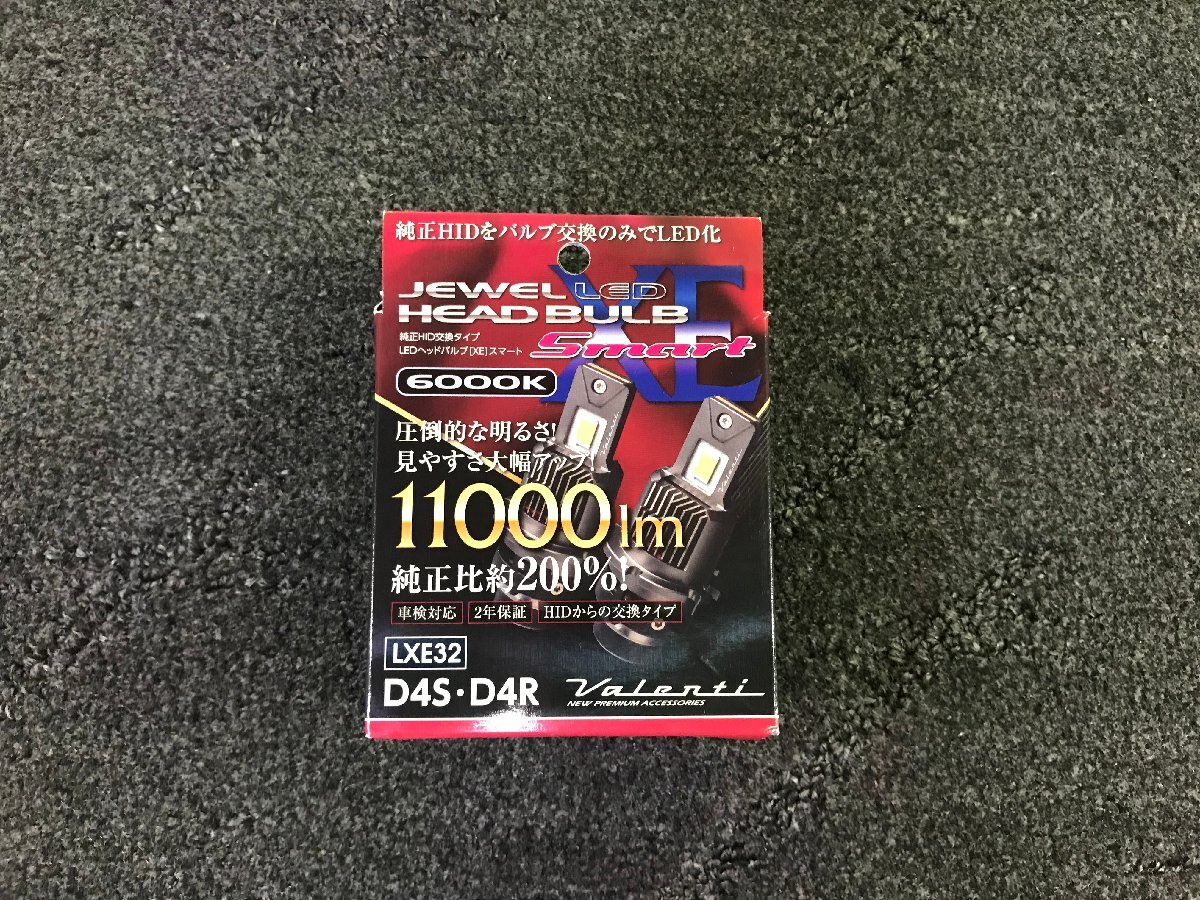 純正HIDをバルブ交換のみでLED化
XE
JEWEL LED
HEAD BULB
純正HID交換タイプ
LEDヘッドバルブ[XE]スマート
Smart
6000K
圧倒的な明るさ!
見やすさ大幅アップ!
11000lm
純正比約200%!
車検対応 2年保証 HIDからの交換タイプ
Valenti
Valenti
LXE32
D4S・D4R
Valenti
NEW PREMIUM ACCESSORIES